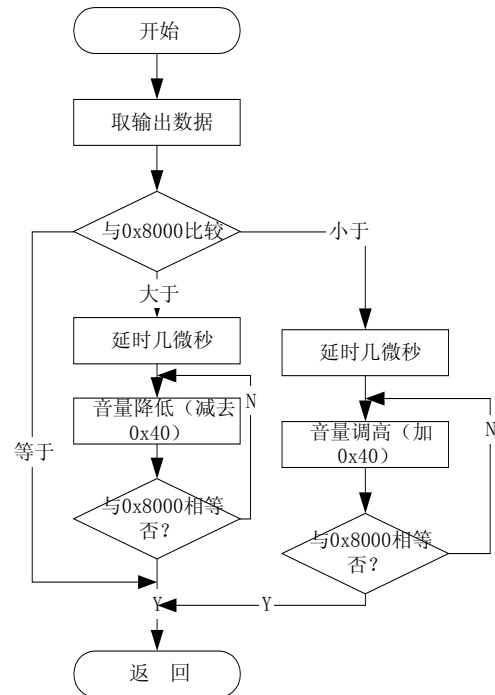 开始
取输出数据
与0x8000比较
小于
大于
延时几微秒
延时几微秒
音量降低（减去
0x40）
N
音量调高（加
0x40）
N
等于
与0x8000相等
否？
与0x8000相等
否？
Y
Y
返 回